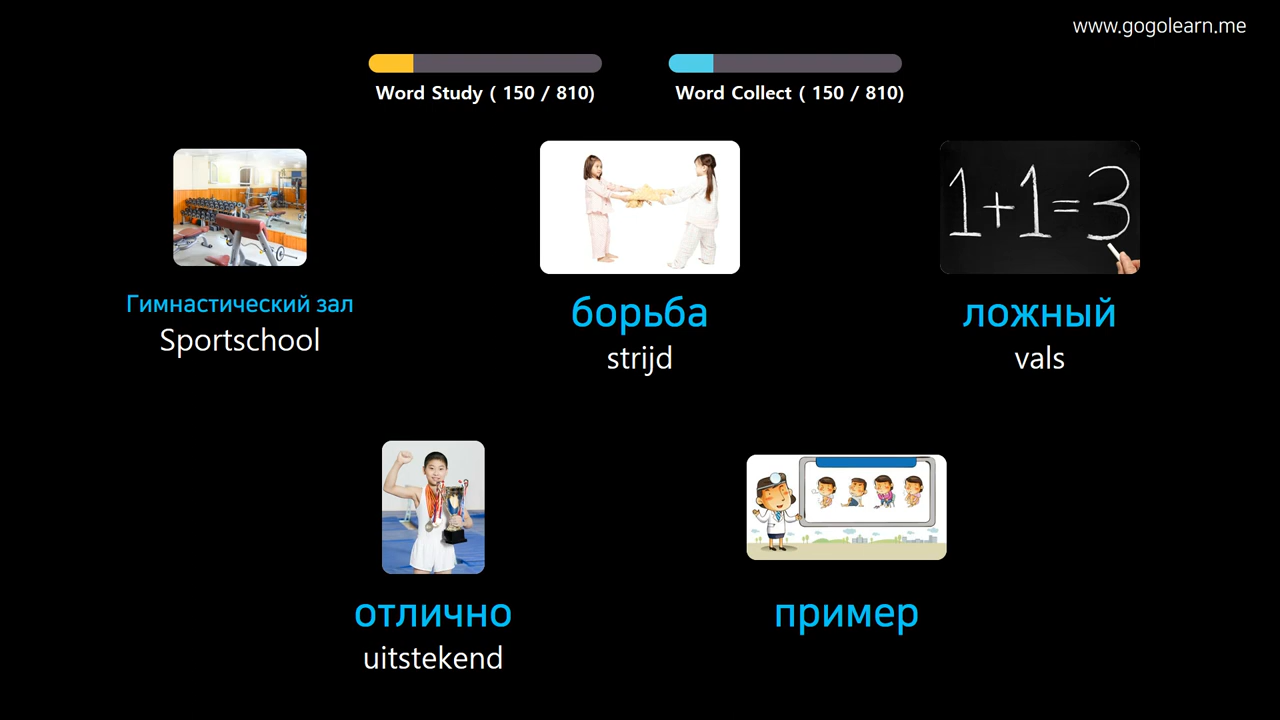 www.gogolearn.me
Word Study ( 150 / 810)
Word Collect ( 150 / 810)
1+1=3
Гимнастический зал
Sportschool
борьба
strijd
ложный
vals
отлично
uitstekend
пример